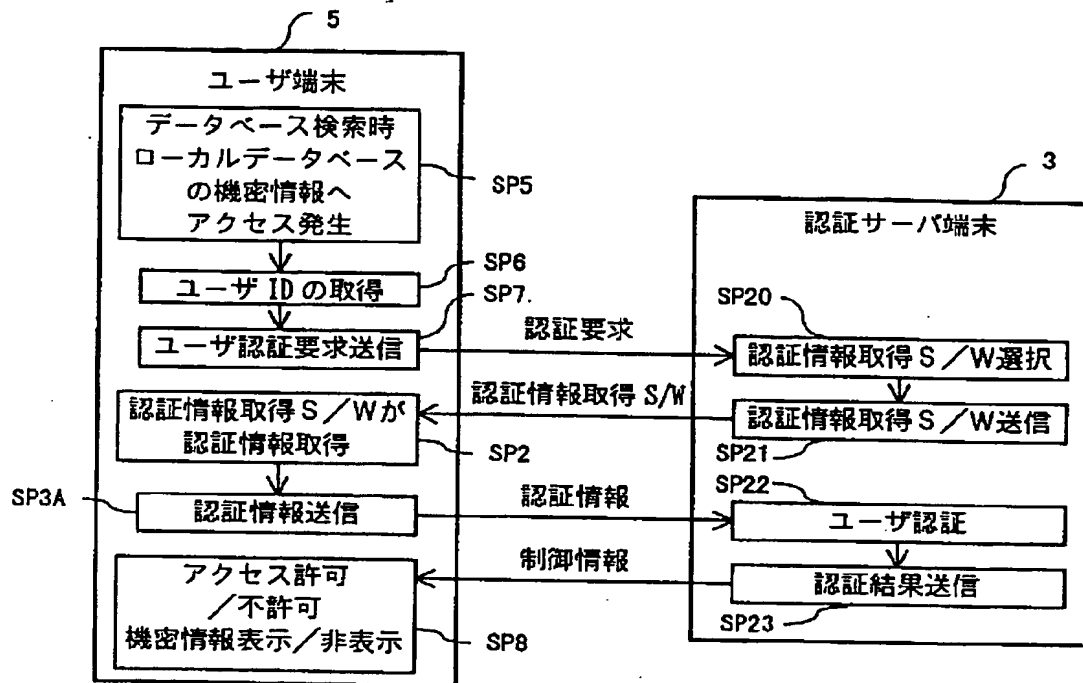 5
ユーザ端末
データベース検索時
ローカルデータベース
の機密情報へ
アクセス発生
SP5
ユーザ ID の取得
SP6
ユーザ認証要求送信
SP7.
認証要求
3
認証サーバ端末
SP20
認証情報取得S/W選択
認証情報取得S/W送信
SP21
認証情報取得 S/W
認証情報取得S/Wが
認証情報取得
SP2
SP3A
認証情報送信
認証情報
SP22
ユーザ認証
認証結果送信
SP23
制御情報
アクセス許可
/不許可
機密情報表示/非表示
SP8